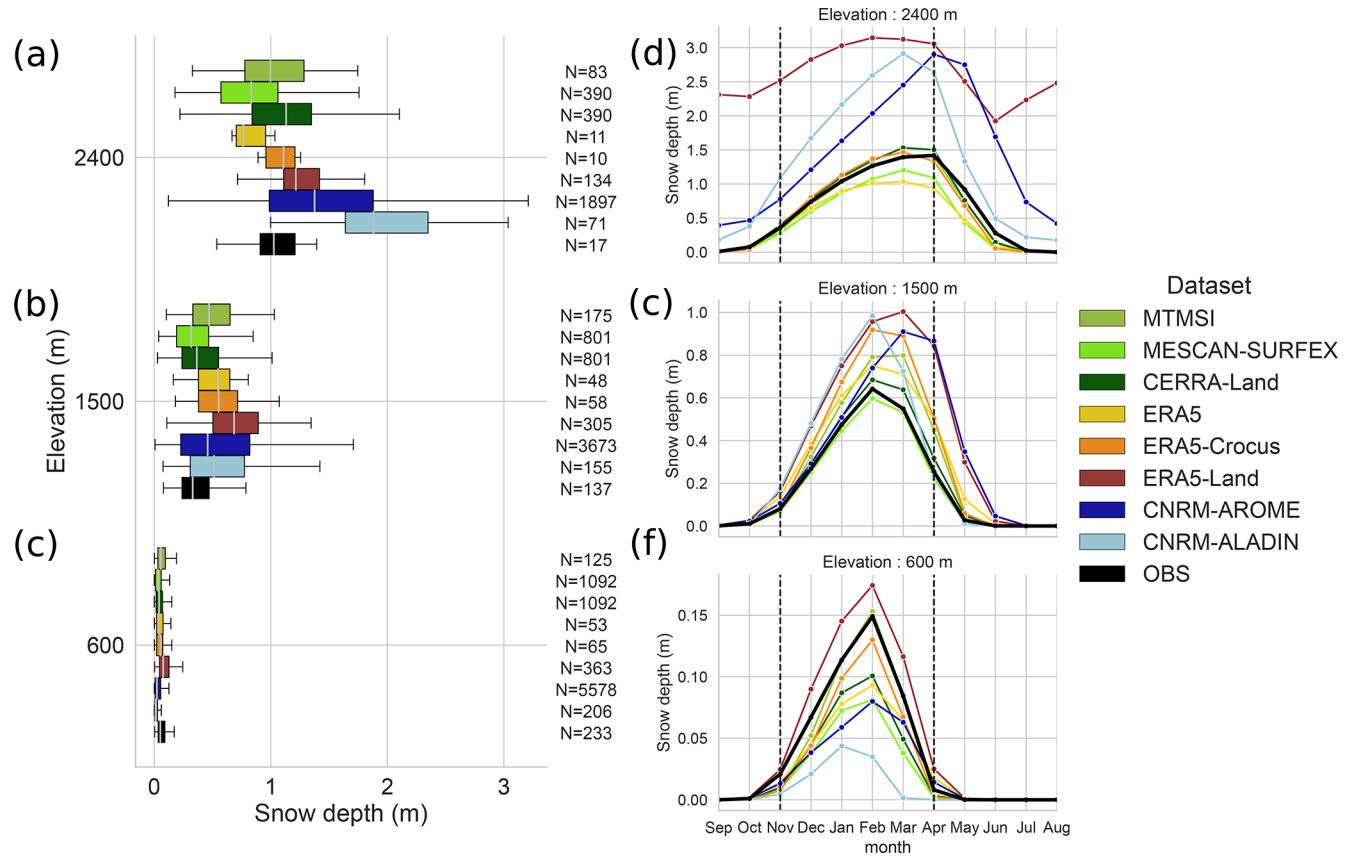 (a)
N=83
N=390
N=390
N=11
2400
N=10
N=134
N=1897
N=71
N=17
(b)
N=175
N=801
N=801
N=48
1500
N=58
N=305
N=3673
N=155
N=137
Elevation (m)
(c)
N=125
N=1092
N=1092
N=53
600
N=65
N=363
N=5578
N=206
N=233
0 1 2 3
Snow depth (m)
(d)
Elevation : 2400 m
3.0
2.5
2.0
1.5
1.0
0.5
0.0
Snow depth (m)
(c)
Elevation : 1500 m
1.0
0.8
0.6
0.4
0.2
0.0
Snow depth (m)
(f)
Elevation : 600 m
0.15
0.10
0.05
0.00
Snow depth (m)
Sep Oct Nov Dec Jan Feb Mar Apr May Jun Jul Aug
month
Dataset
MTMSI
MESCAN-SURFEX
CERRA-Land
ERA5
ERA5-Crocus
ERA5-Land
CNRM-AROME
CNRM-ALADIN
OBS